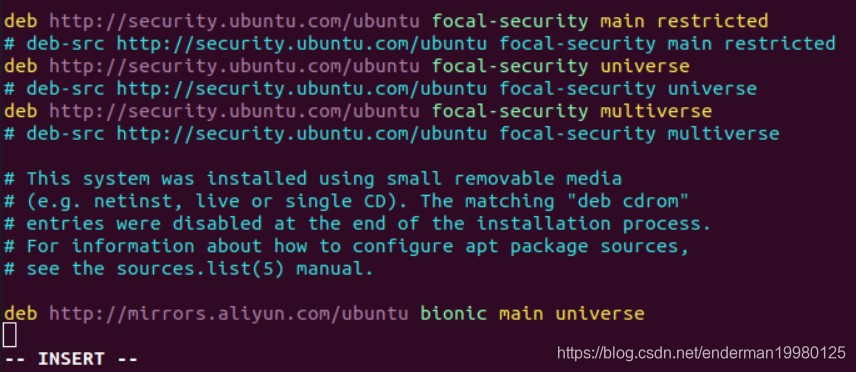 deb http://security.ubuntu.com/ubuntu focal-security main restricted
# deb-src http://security.ubuntu.com/ubuntu focal-security main restricted
deb http://security.ubuntu.com/ubuntu focal-security universe
# deb-src http://security.ubuntu.com/ubuntu focal-security universe
deb http://security.ubuntu.com/ubuntu focal-security multiverse
# deb-src http://security.ubuntu.com/ubuntu focal-security multiverse
# This system was installed using small removable media
# (e.g. netinst, live or single CD). The matching "deb cdrom"
# entries were disabled at the end of the installation process.
# For information about how to configure apt package sources,
# see the sources.list(5) manual.
deb http://mirrors.aliyun.com/ubuntu bionic main universe
-- INSERT --
https://blog.csdn.net/enderman19980125